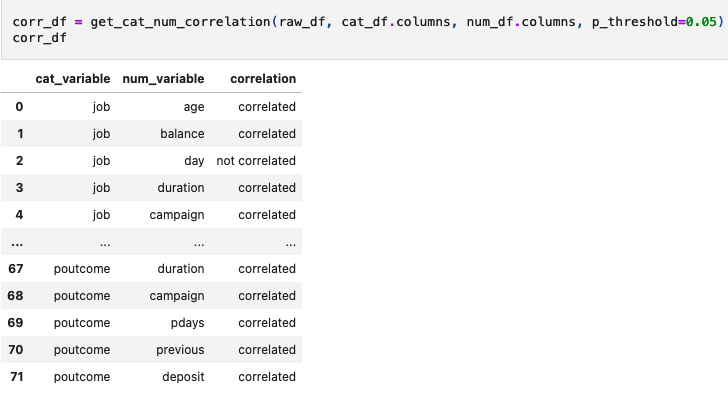 corr_df = get_cat_num_correlation(raw_df, cat_df.columns, num_df.columns, p_threshold=0.05)
corr_df
cat_variable num_variable correlation
0 job age correlated
1 job balance correlated
2 job day not correlated
3 job duration correlated
4 job campaign correlated
... ... ... ...
67 poutcome duration correlated
68 poutcome campaign correlated
69 poutcome pdays correlated
70 poutcome previous correlated
71 poutcome deposit correlated